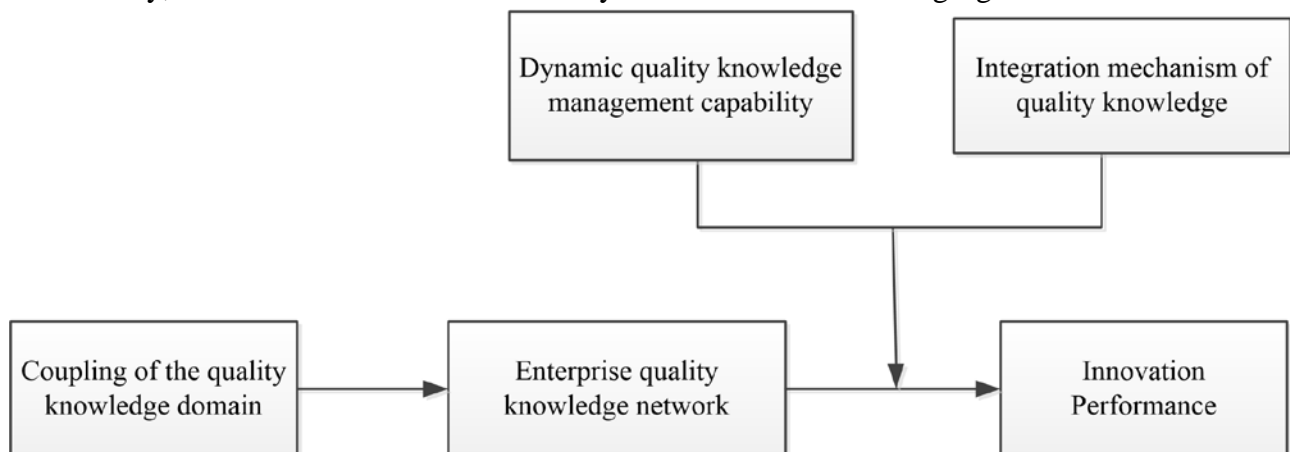 Dynamic quality knowledge
management capability
Integration mechanism of
quality knowledge
Coupling of the quality
knowledge domain
Enterprise quality
knowledge network
Innovation
Performance